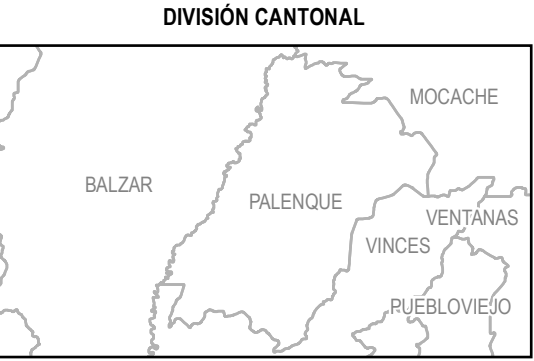 DIVISIÓN CANTONAL
MOCACHE
BALZAR
PALENQUE
VENTANAS
VINCES
PUEBLOVIEJO